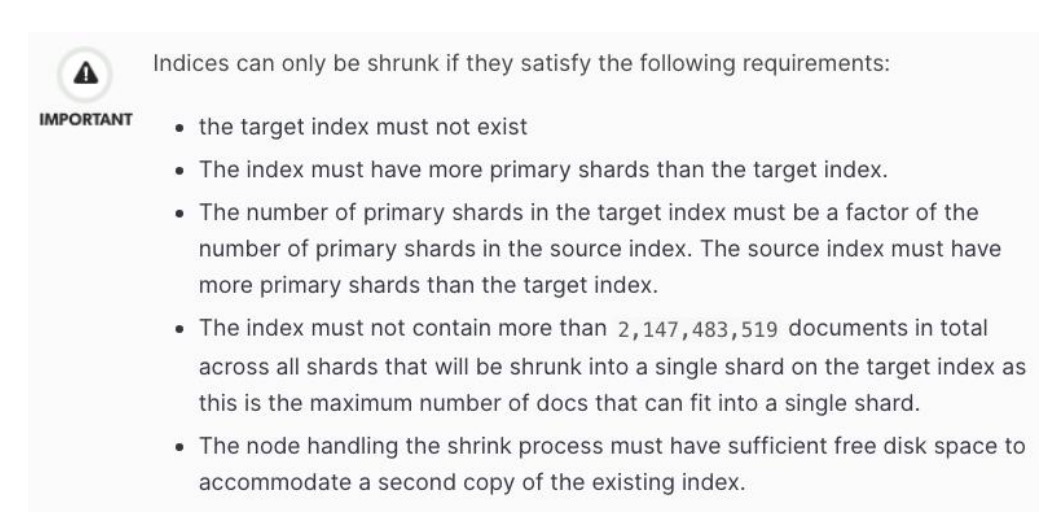 Indices can only be shrunk if they satisfy the following requirements:
IMPORTANT
• the target index must not exist
• The index must have more primary shards than the target index.
• The number of primary shards in the target index must be a factor of the
number of primary shards in the source index. The source index must have
more primary shards than the target index.
• The index must not contain more than 2,147,483,519 documents in total
across all shards that will be shrunk into a single shard on the target index as
this is the maximum number of docs that can fit into a single shard.
• The node handling the shrink process must have sufficient free disk space to
accommodate a second copy of the existing index.